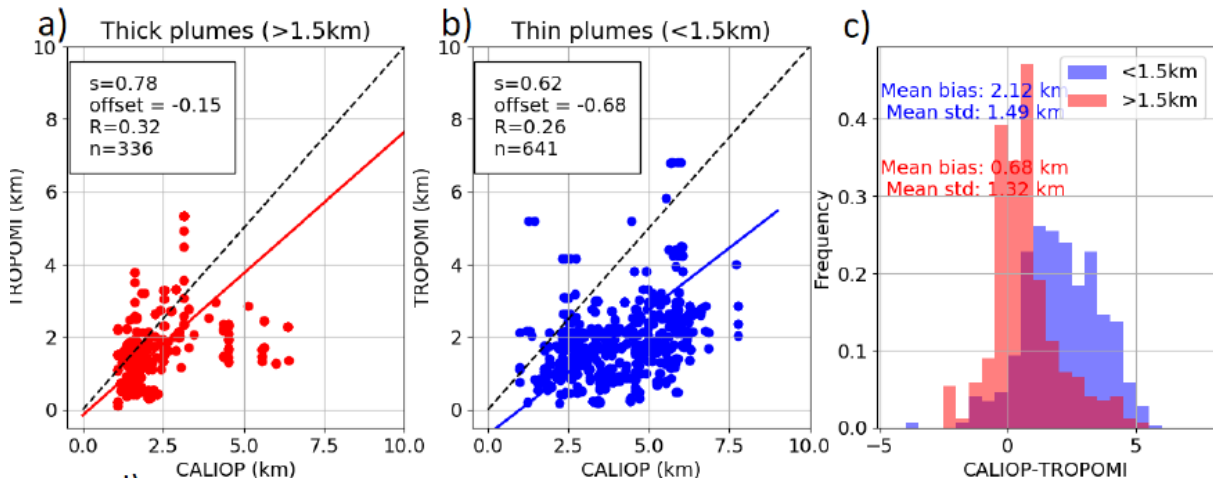 a)
Thick plumes (>1.5km)
s=0.78
offset = -0.15
R=0.32
n=336
10
8
6
4
2
0
TROPOMI (km)
0.0 2.5 5.0 7.5 10.0
CALIOP (km)
b)
Thin plumes (<1.5km)
s=0.62
offset = -0.68
R=0.26
n=641
10
8
6
4
2
0
TROPOMI (km)
0.0 2.5 5.0 7.5 10.0
CALIOP (km)
c)
<1.5km
>1.5km
Mean bias: 2.12 km
Mean std: 1.49 km
Mean bias: 0.68 km
Mean std: 1.32 km
0.4
0.3
0.2
0.1
0.0
Frequency
−5 0 5
CALIOP-TROPOMI